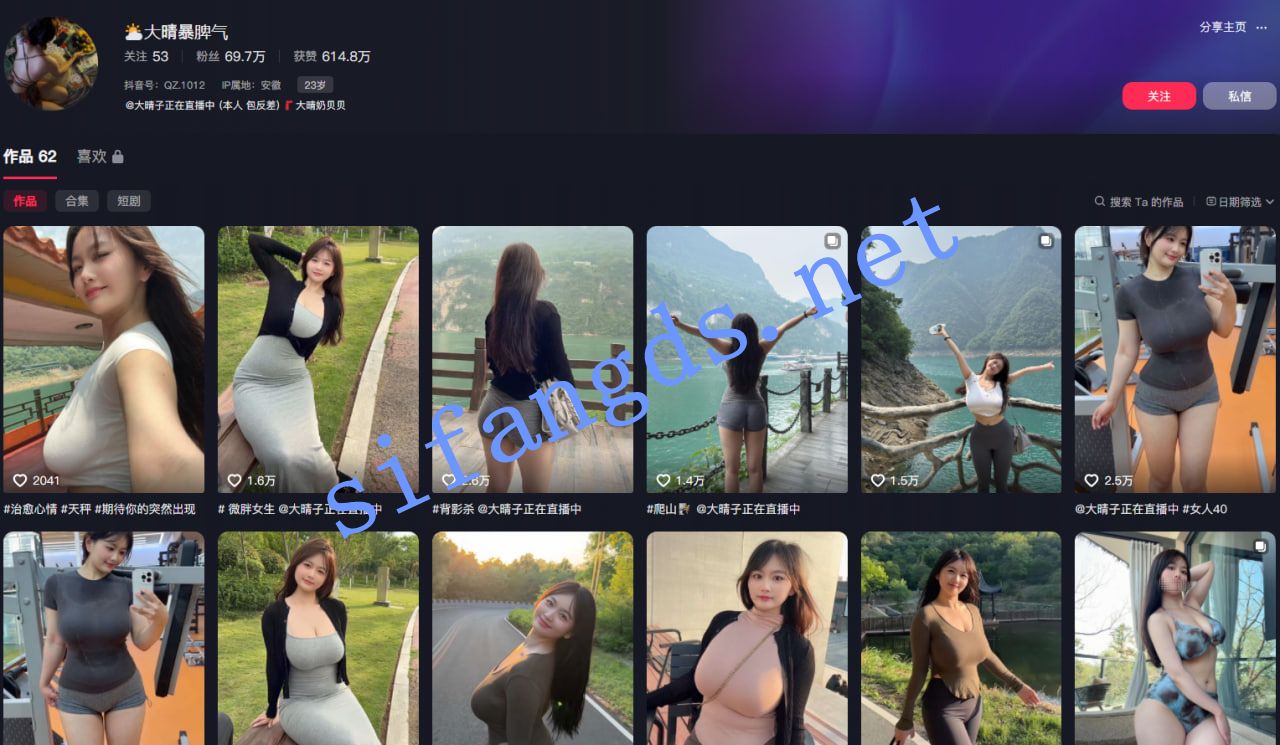 大晴暴脾气
分享主页 ...
关注 53 粉丝 69.7万 获赞 614.8万
抖音号：QZ.1012 IP属地：安徽 23岁
@大晴子正在直播中 (本人 包反差) 大晴奶贝贝
关注 私信
作品 62 喜欢
作品 合集 短剧
搜索 Ta 的作品 日期筛选
sifangds.net
2041
1.6万
2.6万
1.4万
1.5万
2.5万
#治愈心情 #天秤 #期待你的突然出现
# 微胖女生 @大晴子正在直播中
#背影杀 @大晴子正在直播中
#爬山 @大晴子正在直播中
@大晴子正在直播中 #女人40